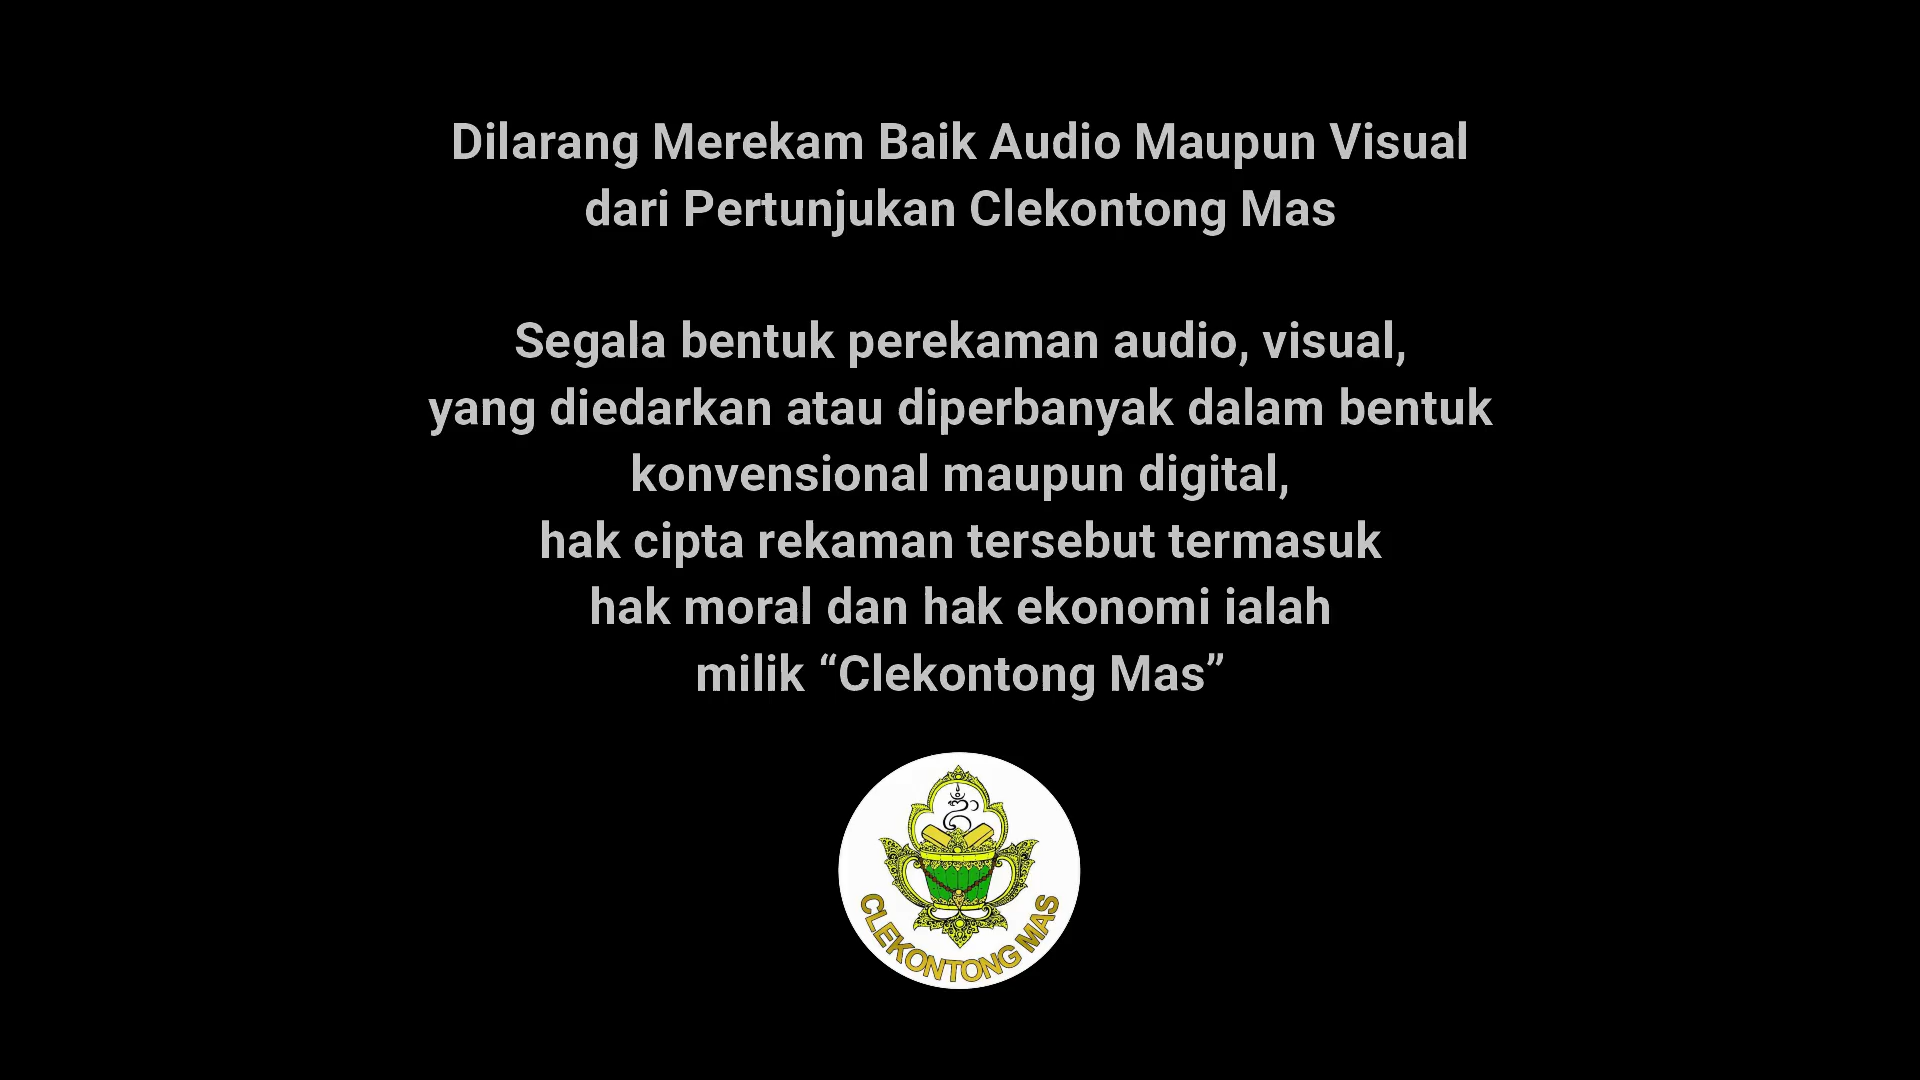 Dilarang Merekam Baik Audio Maupun Visual
dari Pertunjukan Clekontong Mas
Segala bentuk perekaman audio, visual,
yang diedarkan atau diperbanyak dalam bentuk
konvensional maupun digital,
hak cipta rekaman tersebut termasuk
hak moral dan hak ekonomi ialah
milik “Clekontong Mas”
CLEKONTONG MAS